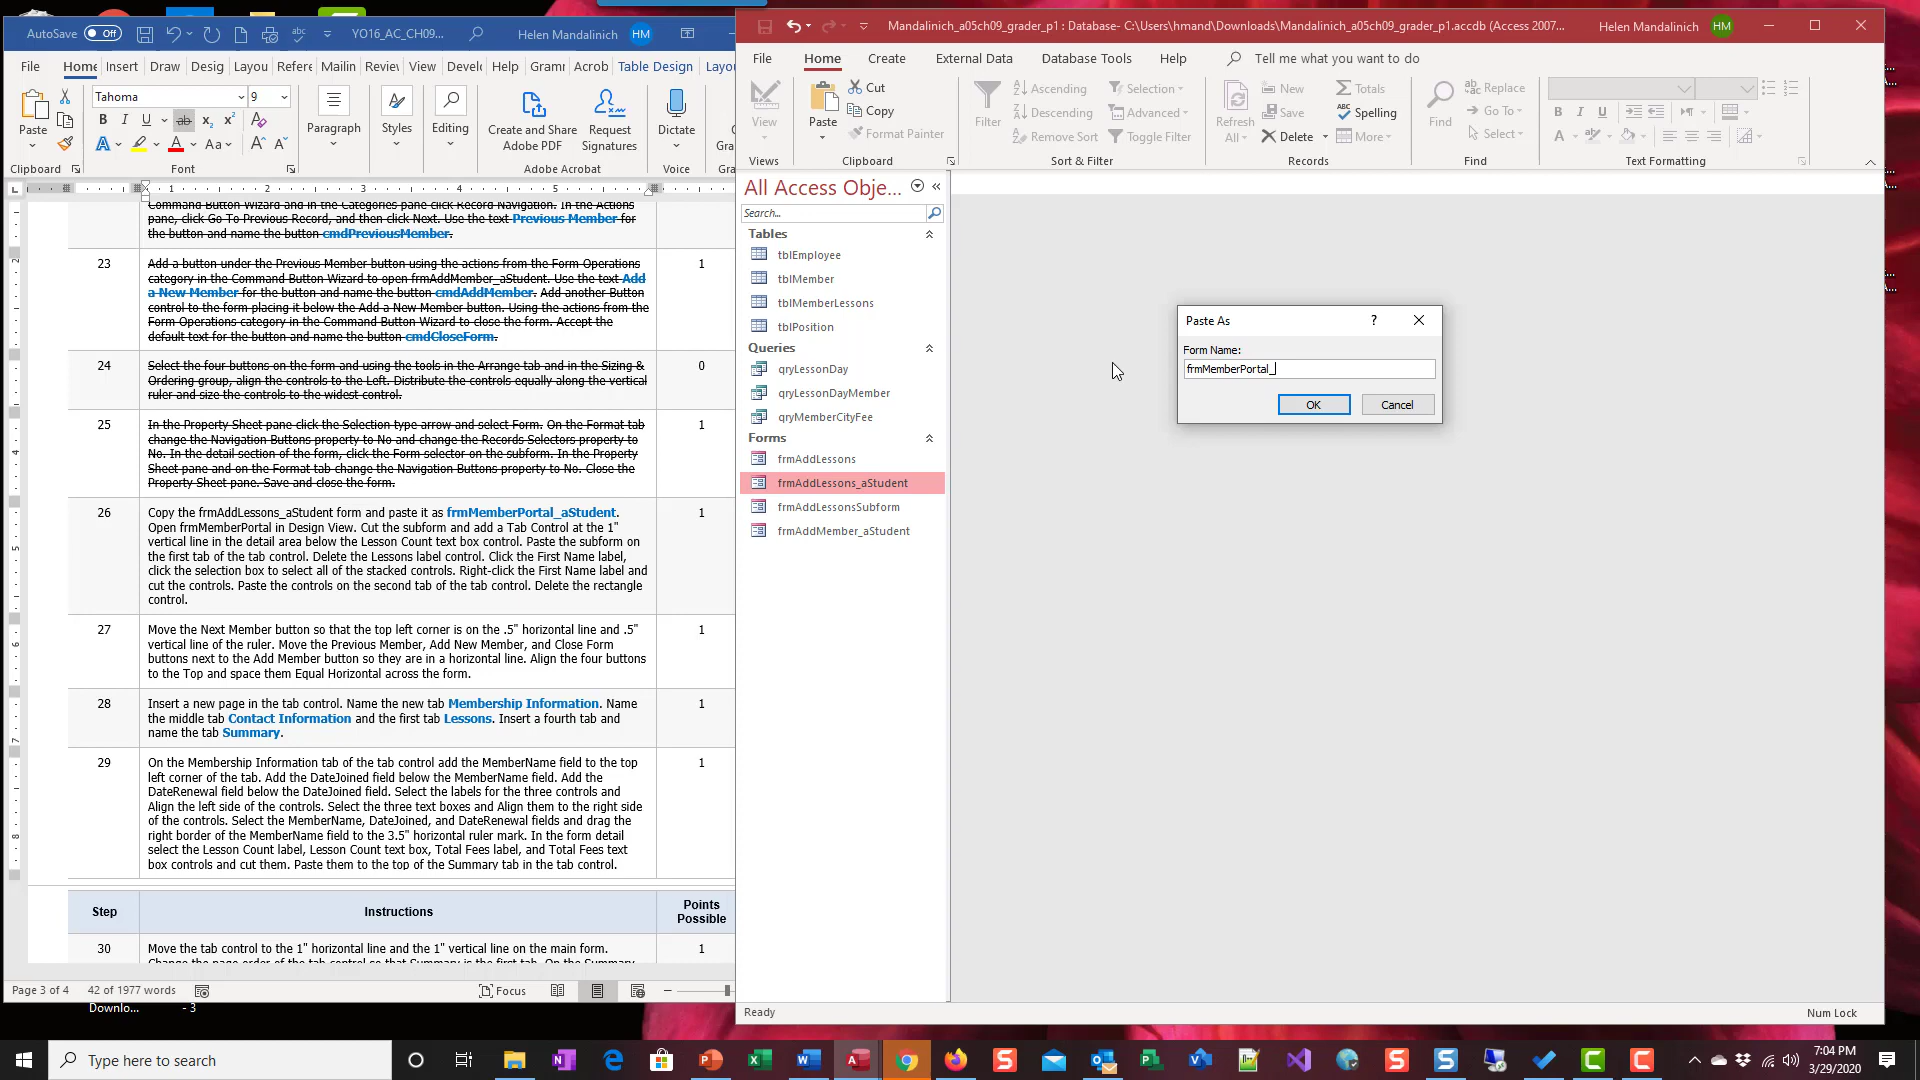 AutoSave Off YO16_AC_CH09... Helen Mandalinich HM
File Home Insert Draw Desig Layou Refere Mailin Reviev View Develo Help Gramı Acrob Table Design Layou
Tahoma 9
Paste Paragraph Styles Editing Create and Share Adobe PDF Request Signatures Dictate
Clipboard Font Adobe Acrobat Voice
Command Button Wizard and in the Categories pane click Record Navigation. In the Actions
pane, click Go To Previous Record, and then click Next. Use the text Previous Member for
the button and name the button cmdPreviousMember.
23 Add a button under the Previous Member button using the actions from the Form Operations 1
category in the Command Button Wizard to open frmAddMember_aStudent. Use the text Add
a New Member for the button and name the button cmdAddMember. Add another Button
control to the form placing it below the Add a New Member button. Using the actions from the
Form Operations category in the Command Button Wizard to close the form. Accept the
default text for the button and name the button cmdCloseForm.
24 Select the four buttons on the form and using the tools in the Arrange tab and in the Sizing & 0
Ordering group, align the controls to the Left. Distribute the controls equally along the vertical
ruler and size the controls to the widest control.
25 In the Property Sheet pane click the Selection type arrow and select Form. On the Format tab 1
change the Navigation Buttons property to No and change the Records Selectors property to
No. In the detail section of the form, click the Form selector on the subform. In the Property
Sheet pane and on the Format tab change the Navigation Buttons property to No. Close the
Property Sheet pane. Save and close the form.
26 Copy the frmAddLessons_aStudent form and paste it as frmMemberPortal_aStudent. 1
Open frmMemberPortal in Design View. Cut the subform and add a Tab Control at the 1"
vertical line in the detail area below the Lesson Count text box control. Paste the subform on
the first tab of the tab control. Delete the Lessons label control. Click the First Name label,
click the selection box to select all of the stacked controls. Right-click the First Name label and
cut the controls. Paste the controls on the second tab of the tab control. Delete the rectangle
control.
27 Move the Next Member button so that the top left corner is on the .5" horizontal line and .5" 1
vertical line of the ruler. Move the Previous Member, Add New Member, and Close Form
buttons next to the Add Member button so they are in a horizontal line. Align the four buttons
to the Top and space them Equal Horizontal across the form.
28 Insert a new page in the tab control. Name the new tab Membership Information. Name 1
the middle tab Contact Information and the first tab Lessons. Insert a fourth tab and
name the tab Summary.
29 On the Membership Information tab of the tab control add the MemberName field to the top 1
left corner of the tab. Add the DateJoined field below the MemberName field. Add the
DateRenewal field below the DateJoined field. Select the labels for the three controls and
Align the left side of the controls. Select the three text boxes and Align them to the right side
of the controls. Select the MemberName, DateJoined, and DateRenewal fields and drag the
right border of the MemberName field to the 3.5" horizontal ruler mark. In the form detail
select the Lesson Count label, Lesson Count text box, Total Fees label, and Total Fees text
box controls and cut them. Paste them to the top of the Summary tab in the tab control.
Step Instructions Points Possible
30 Move the tab control to the 1" horizontal line and the 1" vertical line on the main form. 1
Change the page order of the tab control so that Summary is the first tab. On the Summary
Page 3 of 4 42 of 1977 words Focus
Downlo... - 3
Mandalinich_a05ch09_grader_p1 : Database- C:\Users\hmand\Downloads\Mandalinich_a05ch09_grader_p1.accdb (Access 2007... Helen Mandalinich HM
File Home Create External Data Database Tools Help Tell me what you want to do
View Paste Cut Copy Format Painter Filter Ascending Descending Remove Sort Selection Advanced Toggle Filter Refresh All New Save Delete Totals Spelling More Find Replace Go To Select
Views Clipboard Sort & Filter Records Find Text Formatting
All Access Obje...
Search...
Tables
tblEmployee
tblMember
tblMemberLessons
tblPosition
Queries
qryLessonDay
qryLessonDayMember
qryMemberCityFee
Forms
frmAddLessons
frmAddLessons_aStudent
frmAddLessonsSubform
frmAddMember_aStudent
Paste As
Form Name:
frmMemberPortal_
OK Cancel
Ready Num Lock
Type here to search 7:04 PM
3/29/2020